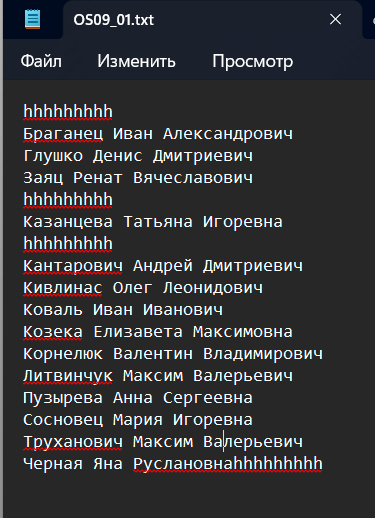 OS09_01.txt
Файл Изменить Просмотр
hhhhhhhhh
Браганец Иван Александрович
Глушко Денис Дмитриевич
Заяц Ренат Вячеславович
hhhhhhhhh
Казанцева Татьяна Игоревна
hhhhhhhhh
Кантарович Андрей Дмитриевич
Кивлинас Олег Леонидович
Коваль Иван Иванович
Козека Елизавета Максимовна
Корнелюк Валентин Владимирович
Литвинчук Максим Валерьевич
Пузырева Анна Сергеевна
Сосновец Мария Игоревна
Труханович Максим Валерьевич
Черная Яна Руслановнаhhhhhhhhh